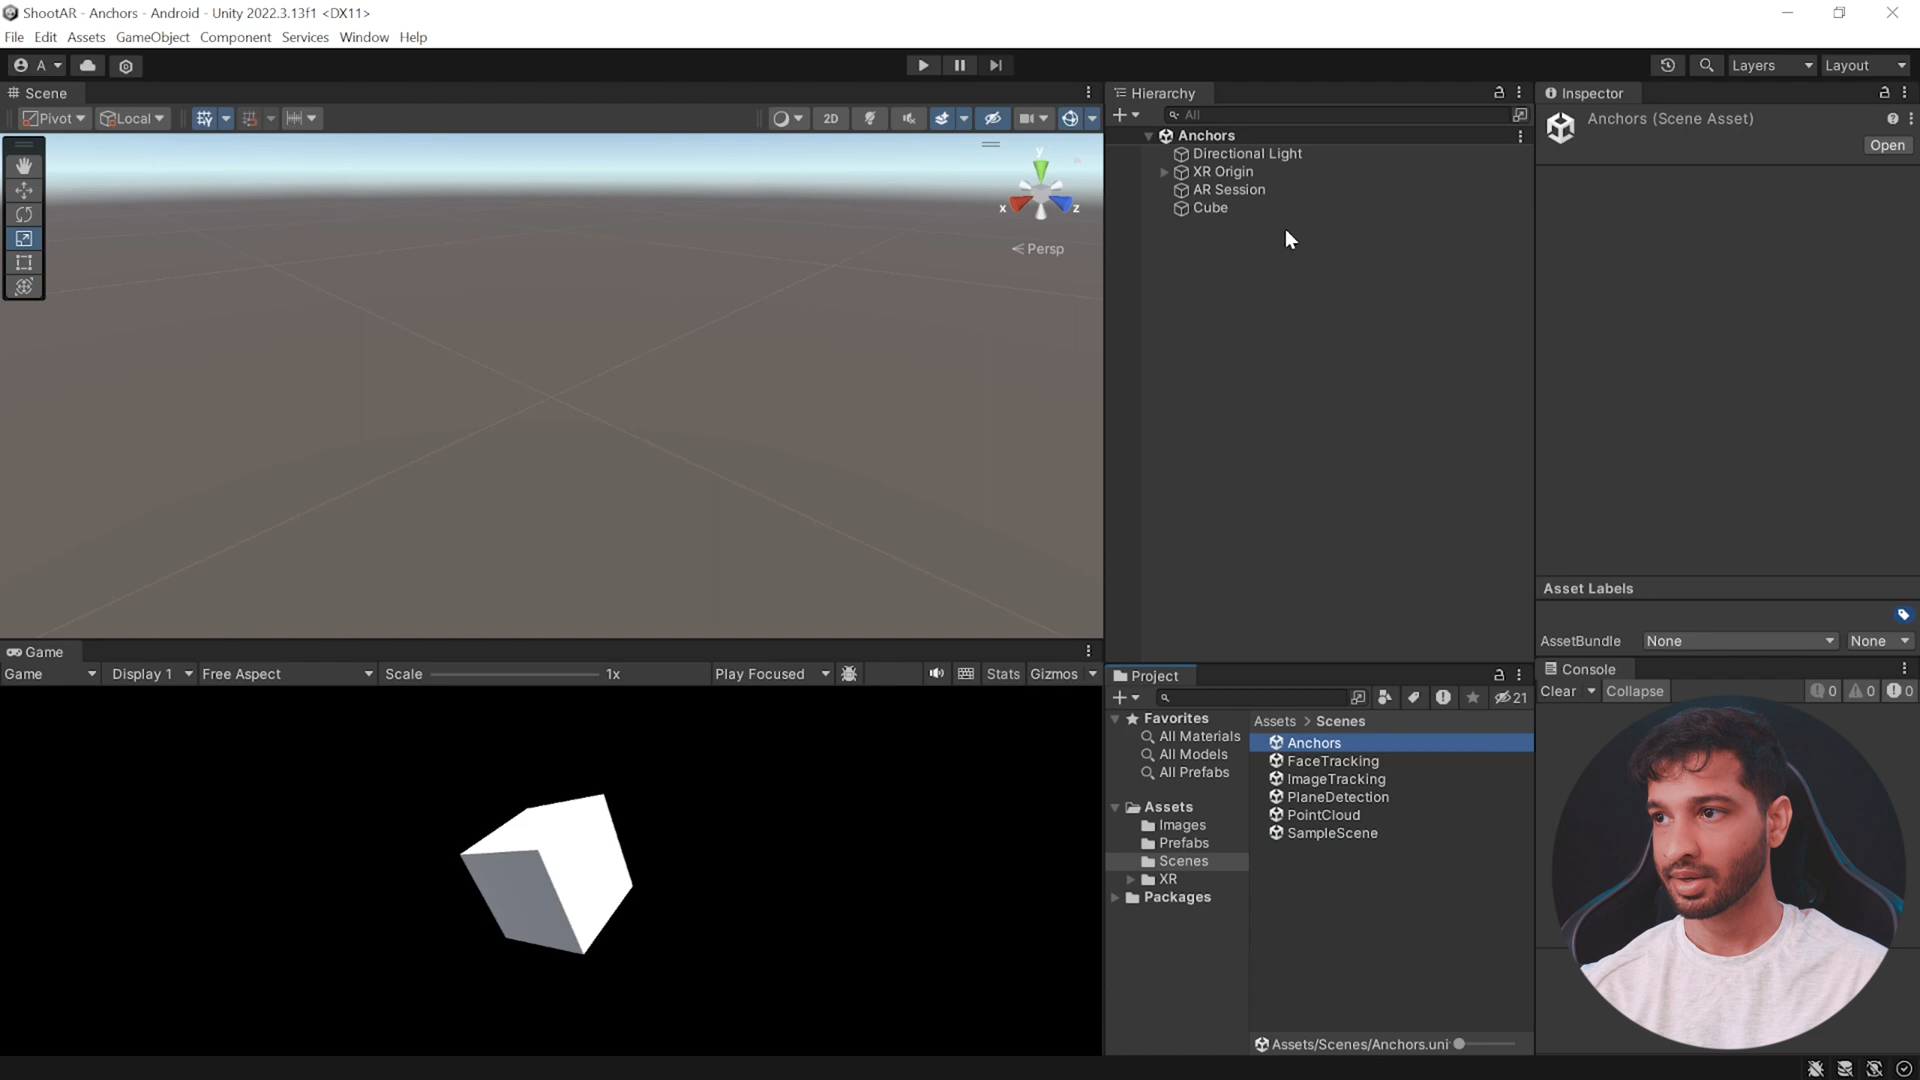 ShootAR - Anchors - Android - Unity 2022.3.13f1 <DX11>
File Edit Assets GameObject Component Services Window Help
A Layers Layout
Scene
Pivot Local 2D
y
x z
Persp
Hierarchy
All
Anchors
Directional Light
XR Origin
AR Session
Cube
Inspector
Anchors (Scene Asset)
Open
Asset Labels
AssetBundle None None
Game
Game Display 1 Free Aspect Scale 1x Play Focused Stats Gizmos
Project
21
Favorites
All Materials
All Models
All Prefabs
Assets
Images
Prefabs
Scenes
XR
Packages
Assets > Scenes
Anchors
FaceTracking
ImageTracking
PlaneDetection
PointCloud
SampleScene
Assets/Scenes/Anchors.uni
Console
Clear Collapse 0 0 0